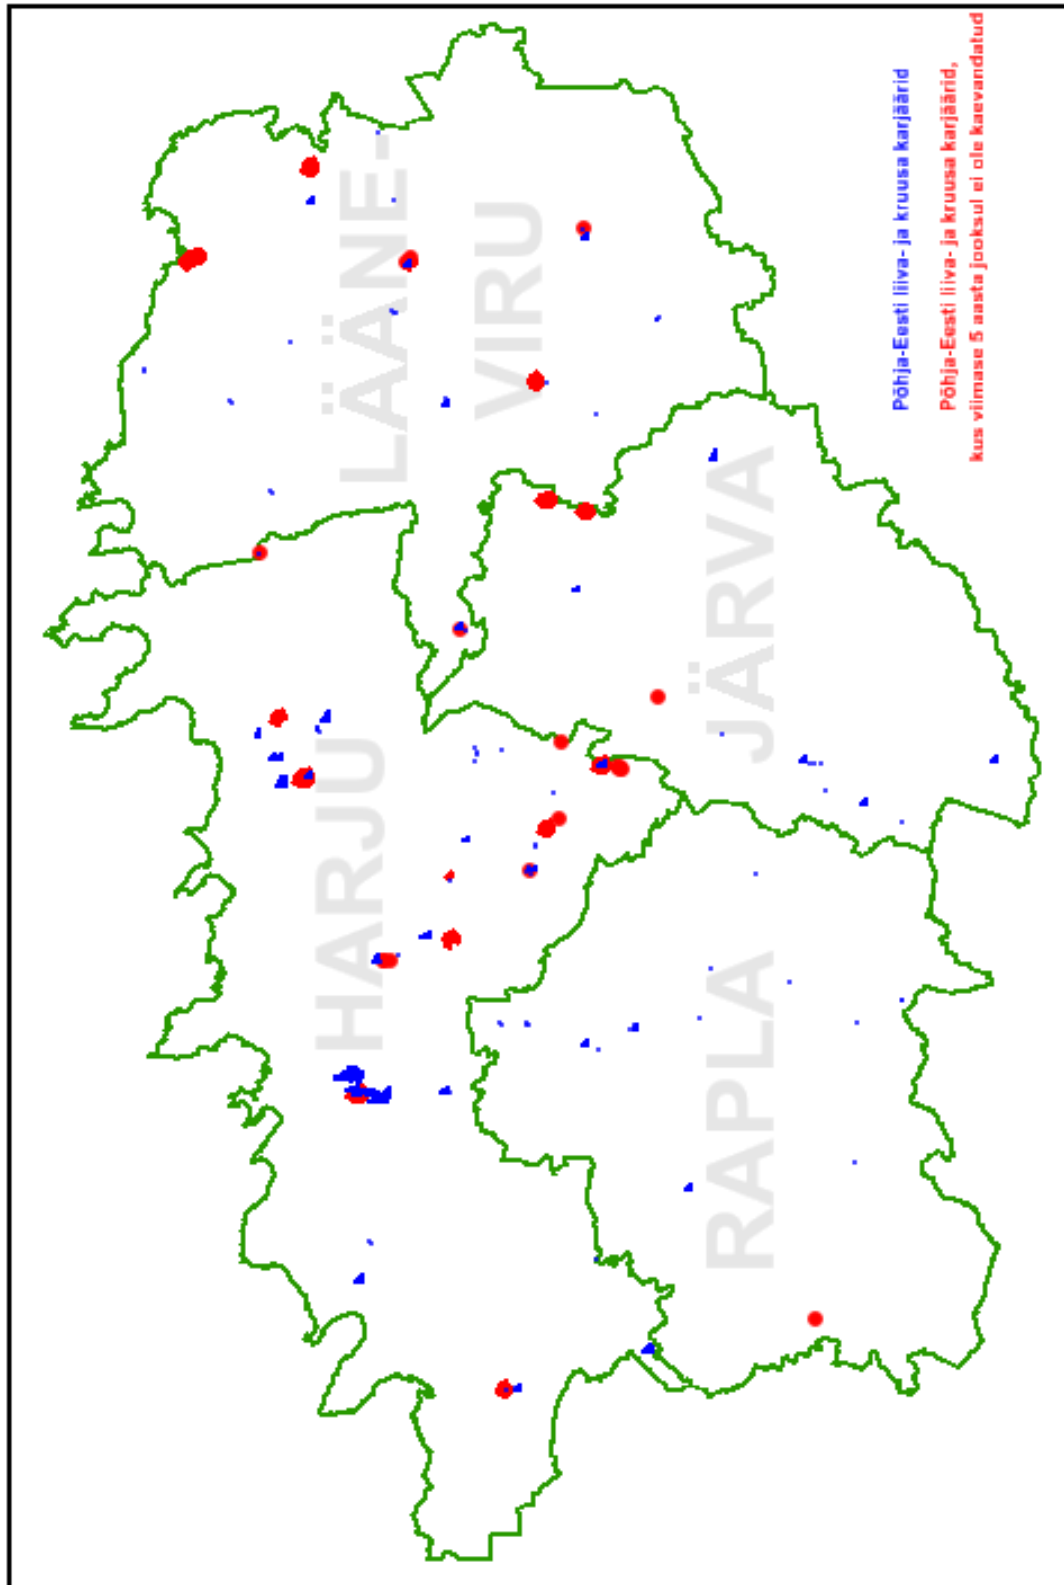 LÄÄNE-
VIRU
HARJU
JÄRVA
RAPLA
Põhja-Eesti liiva- ja kruusa karjäärid
Põhja-Eesti liiva- ja kruusa karjäärid,
kus viimase 5 aasta jooksul ei ole kaevandatud